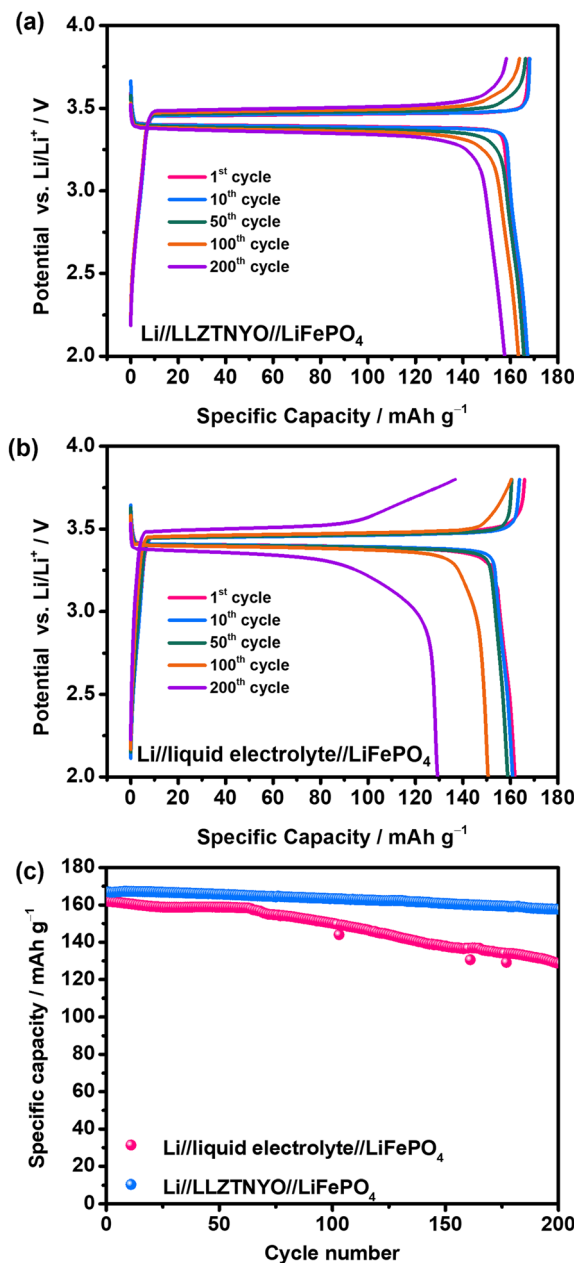 (a)
4.0
3.5
3.0
2.5
2.0
Potential vs. Li/Li⁺ / V
1ˢᵗ cycle
10ᵗʰ cycle
50ᵗʰ cycle
100ᵗʰ cycle
200ᵗʰ cycle
Li//LLZTNYO//LiFePO₄
0 20 40 60 80 100 120 140 160 180
Specific Capacity / mAh g⁻¹
(b)
4.0
3.5
3.0
2.5
2.0
Potential vs. Li/Li⁺ / V
1ˢᵗ cycle
10ᵗʰ cycle
50ᵗʰ cycle
100ᵗʰ cycle
200ᵗʰ cycle
Li//liquid electrolyte//LiFePO₄
0 20 40 60 80 100 120 140 160 180
Specific Capacity / mAh g⁻¹
(c)
180
160
140
120
100
80
60
40
20
0
Specific capacity / mAh g⁻¹
Li//liquid electrolyte//LiFePO₄
Li//LLZTNYO//LiFePO₄
0 50 100 150 200
Cycle number